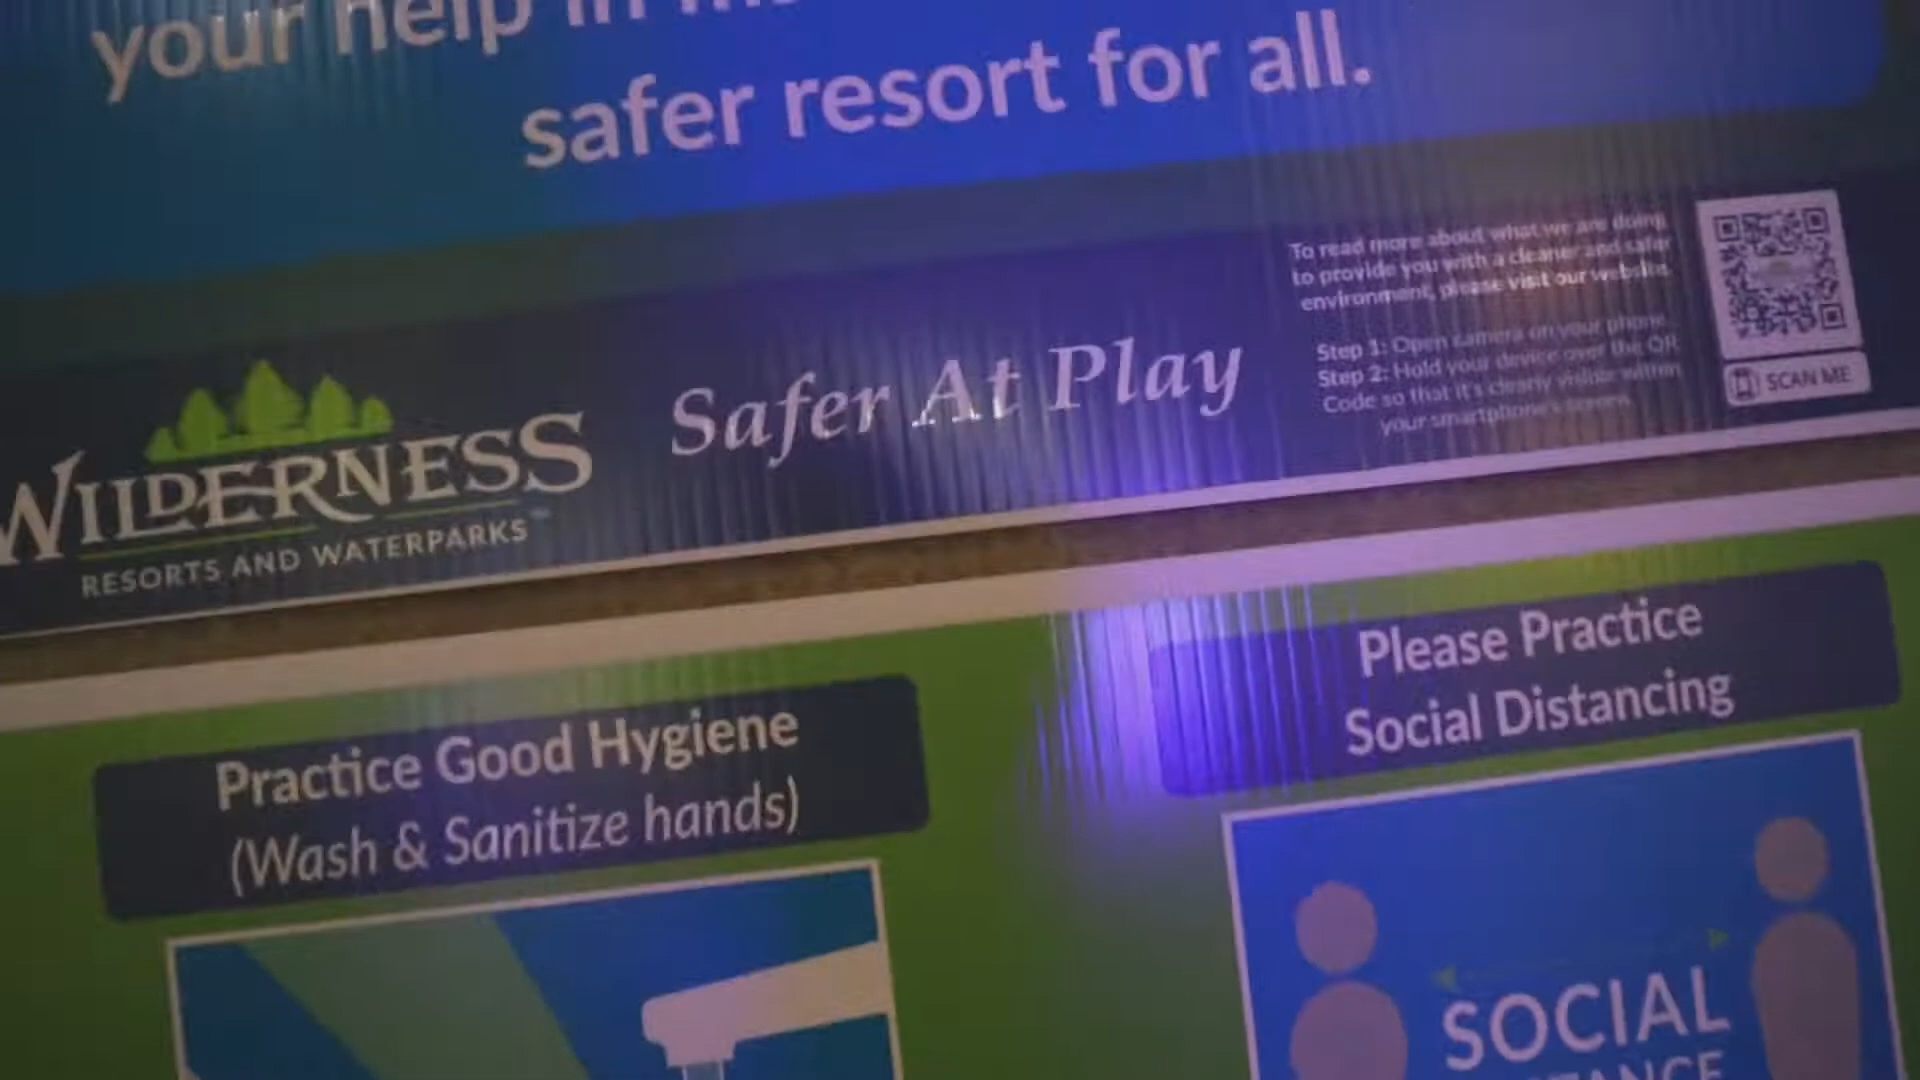 your help in
safer resort for all.
To read more about what we are doing
to provide you with a cleaner and safer
environment, please visit our website.
Step 1: Open camera on your phone.
Step 2: Hold your device over the QR
Code so that it's clearly visible within
your smartphone's screen.
SCAN ME
WILDERNESS
RESORTS AND WATERPARKS
Safer At Play
Practice Good Hygiene
(Wash & Sanitize hands)
Please Practice
Social Distancing
SOCIAL